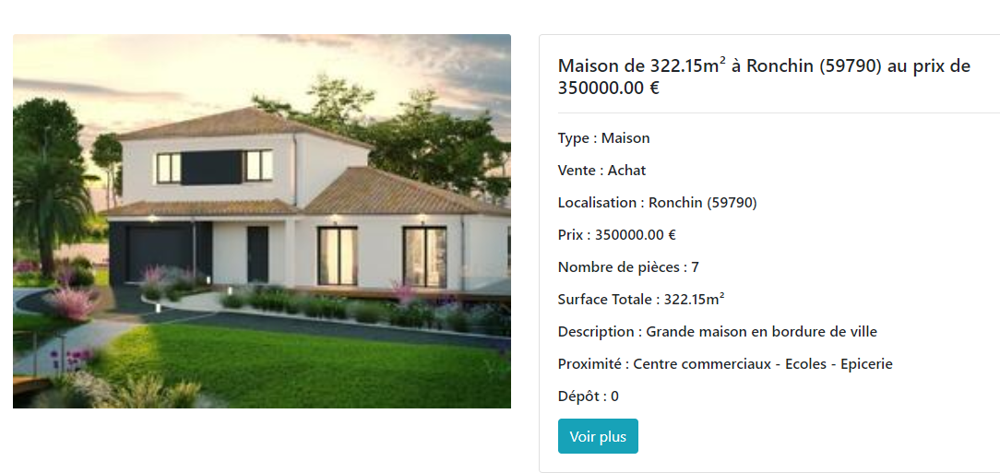 Maison de 322.15m² à Ronchin (59790) au prix de
350000.00 €
Type : Maison
Vente : Achat
Localisation : Ronchin (59790)
Prix : 350000.00 €
Nombre de pièces : 7
Surface Totale : 322.15m²
Description : Grande maison en bordure de ville
Proximité : Centre commerciaux - Ecoles - Epicerie
Dépôt : 0
Voir plus